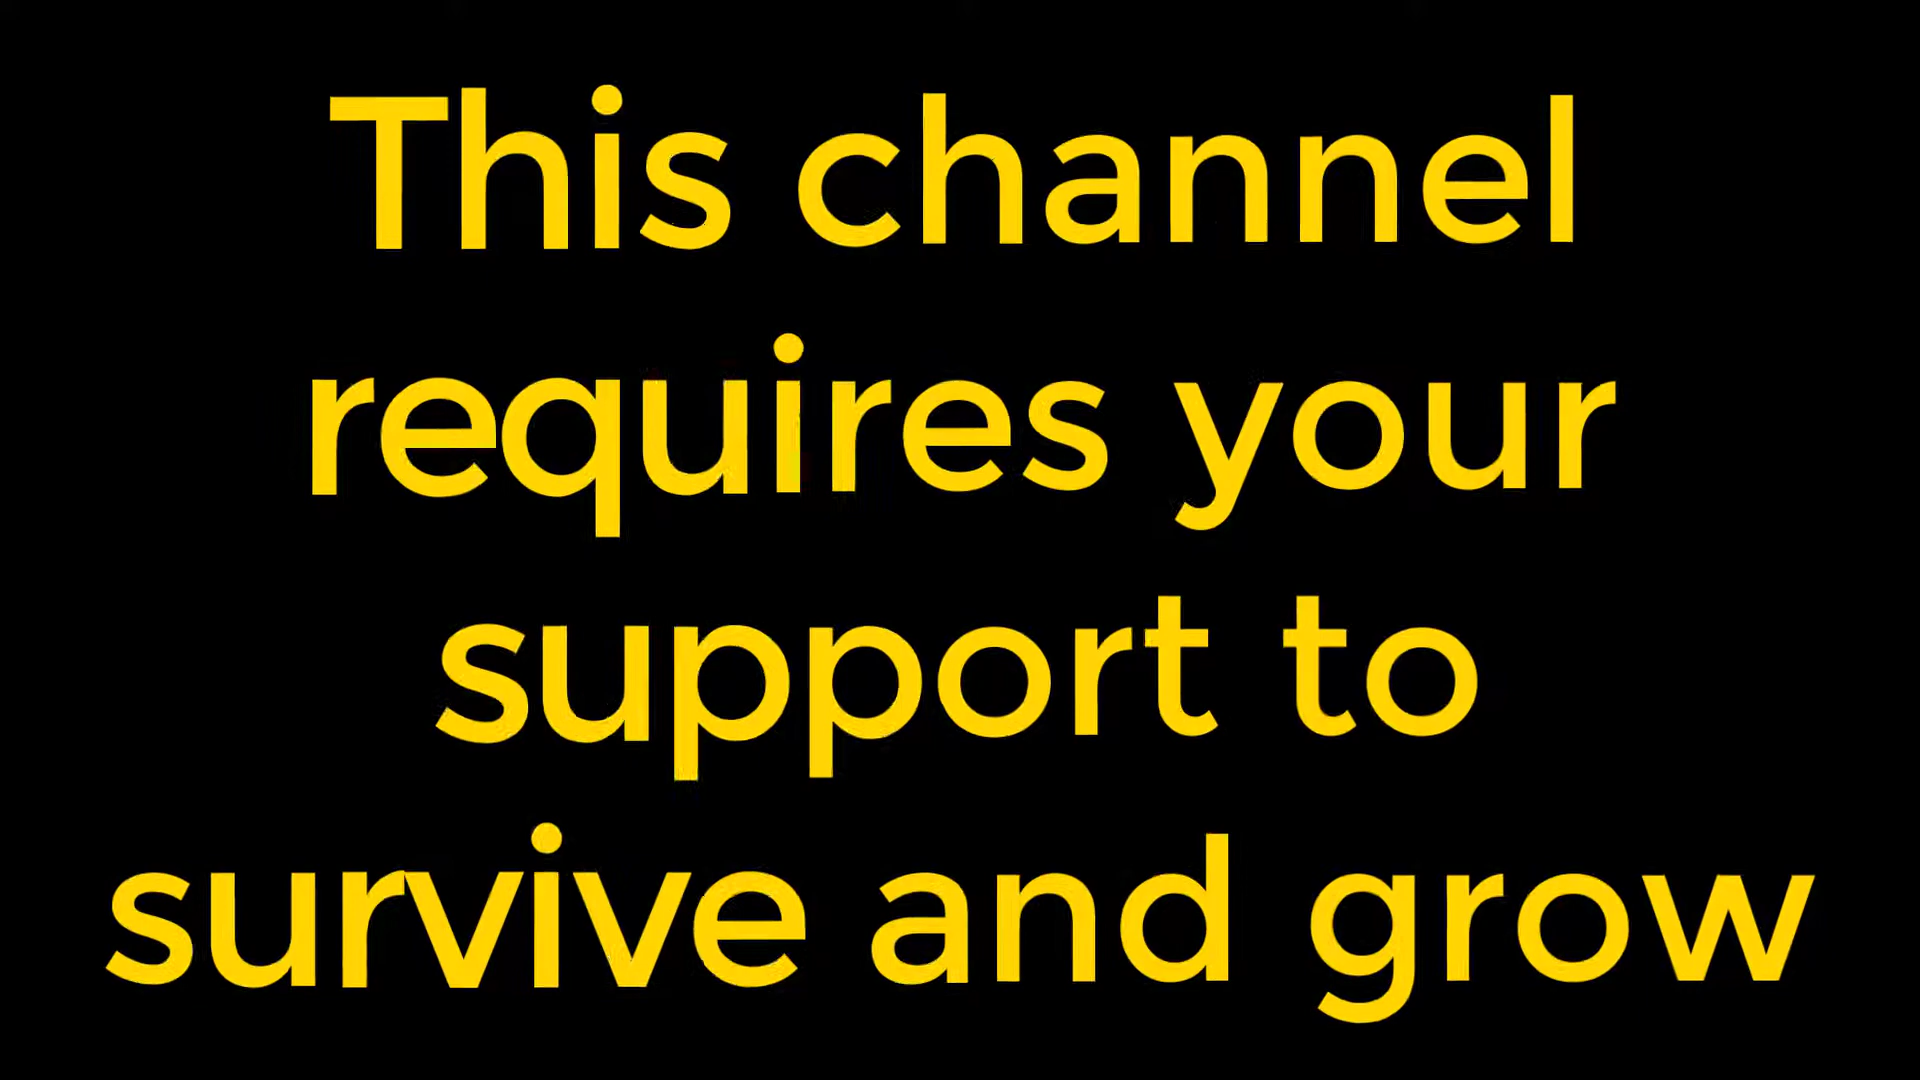 This channel
requires your
support to
survive and grow